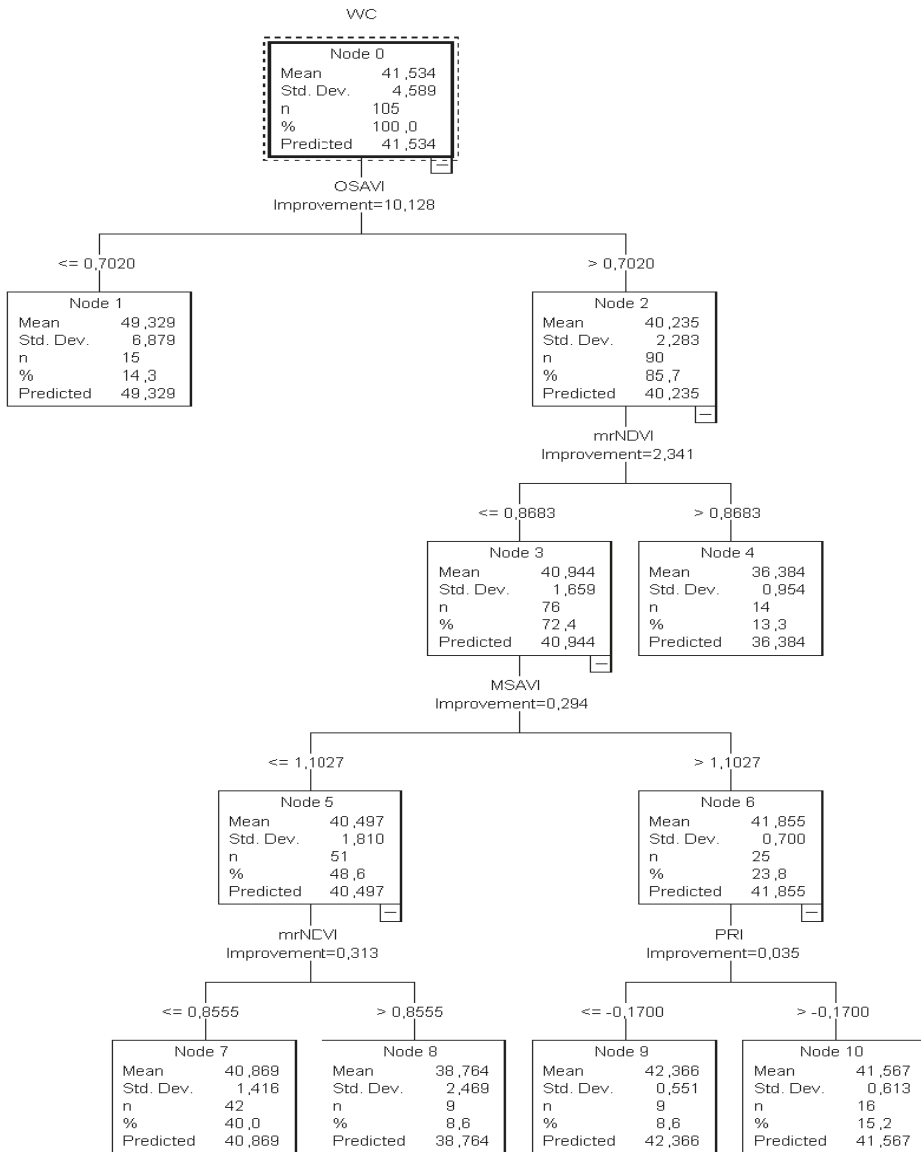 WC
Node 0
Mean 41,534
Std. Dev. 4,589
n 105
% 100,0
Predicted 41,534
OSAVI
Improvement=10,128
<= 0,7020
> 0,7020
Node 1
Mean 49,329
Std. Dev. 6,879
n 15
% 14,3
Predicted 49,329
Node 2
Mean 40,235
Std. Dev. 2,283
n 90
% 85,7
Predicted 40,235
mrNDVI
Improvement=2,341
<= 0,8683
> 0,8683
Node 3
Mean 40,944
Std. Dev. 1,659
n 76
% 72,4
Predicted 40,944
Node 4
Mean 36,384
Std. Dev. 0,954
n 14
% 13,3
Predicted 36,384
MSAVI
Improvement=0,294
<= 1,1027
> 1,1027
Node 5
Mean 40,497
Std. Dev. 1,810
n 51
% 48,6
Predicted 40,497
Node 6
Mean 41,855
Std. Dev. 0,700
n 25
% 23,8
Predicted 41,855
mrNDVI
Improvement=0,313
PRI
Improvement=0,035
<= 0,8555
> 0,8555
<= -0,1700
> -0,1700
Node 7
Mean 40,869
Std. Dev. 1,416
n 42
% 40,0
Predicted 40,869
Node 8
Mean 38,764
Std. Dev. 2,469
n 9
% 8,6
Predicted 38,764
Node 9
Mean 42,366
Std. Dev. 0,551
n 9
% 8,6
Predicted 42,366
Node 10
Mean 41,567
Std. Dev. 0,613
n 16
% 15,2
Predicted 41,567